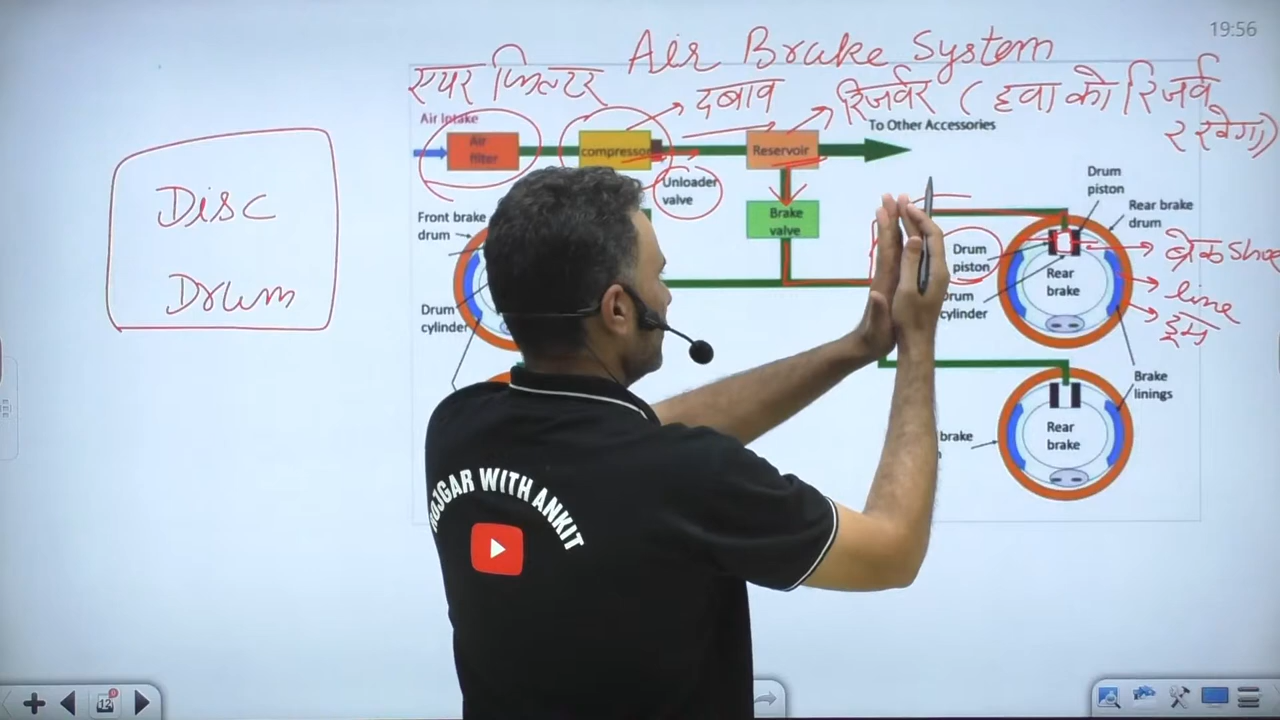 19:56
Air Brake System
एयर फिल्टर
दबाव
रिजर्वर ( हवा को रिजर्व
र रखेगा)
Air Intake
Air
filter
compressor
Reservoir
To Other Accessories
Unloader
valve
Brake
valve
Disc
Drum
Front brake
drum
Drum
cylinder
Drum
piston
Drum
piston
Rear brake
drum
Rear
brake
ब्रेक Shoe
line
ड्रम
Drum
cylinder
Brake
linings
Rear
brake
brake
ROJGAR WITH ANKIT
12